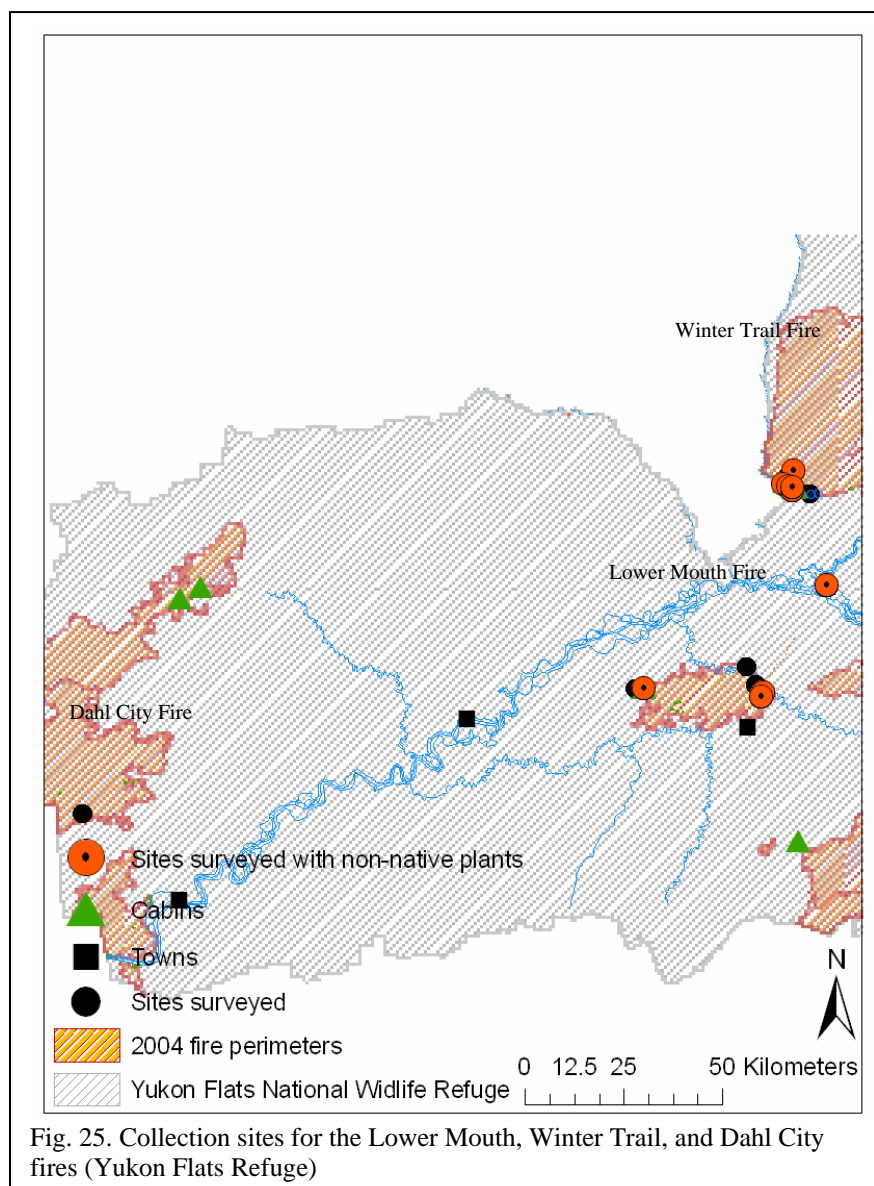 Winter Trail Fire
Lower Mouth Fire
Dahl City Fire
Sites surveyed with non-native plants
Cabins
Towns
Sites surveyed
2004 fire perimeters
Yukon Flats National Widlife Refuge
N
0 12.5 25 50 Kilometers
Fig. 25. Collection sites for the Lower Mouth, Winter Trail, and Dahl City
fires (Yukon Flats Refuge)